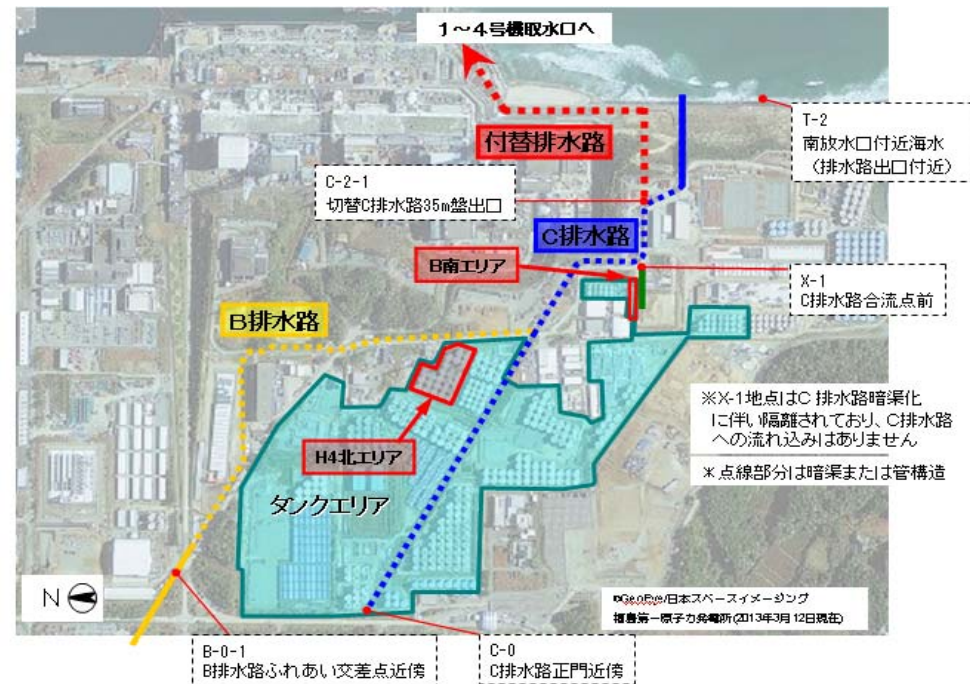 1～4号機取水口へ
付替排水路
T-2
南放水口付近海水
（排水路出口付近）
C-2-1
切替C排水路35m盤出口
C排水路
B南エリア
X-1
C排水路合流点前
B排水路
※X-1地点はC排水路暗渠化
に伴い隔離されており、C排水路
への流れ込みはありません
H4北エリア
＊点線部分は暗渠または管構造
タンクエリア
N
©GeoEye/日本スペースイメージング
福島第一原子力発電所(2013年3月12日現在)
B-0-1
B排水路ふれあい交差点近傍
C-0
C排水路正門近傍